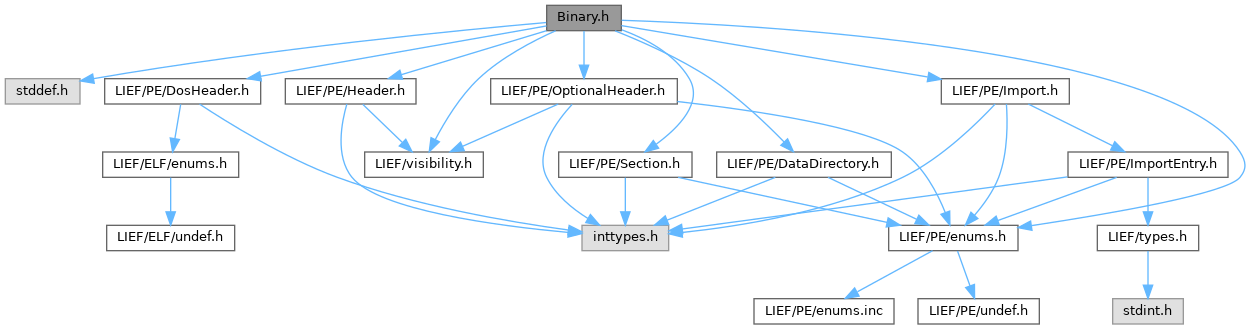 Binary.h
stddef.h
LIEF/PE/DosHeader.h
LIEF/PE/Header.h
LIEF/PE/OptionalHeader.h
LIEF/PE/Import.h
LIEF/ELF/enums.h
LIEF/visibility.h
LIEF/PE/Section.h
LIEF/PE/DataDirectory.h
LIEF/PE/ImportEntry.h
LIEF/ELF/undef.h
inttypes.h
LIEF/PE/enums.h
LIEF/types.h
LIEF/PE/enums.inc
LIEF/PE/undef.h
stdint.h